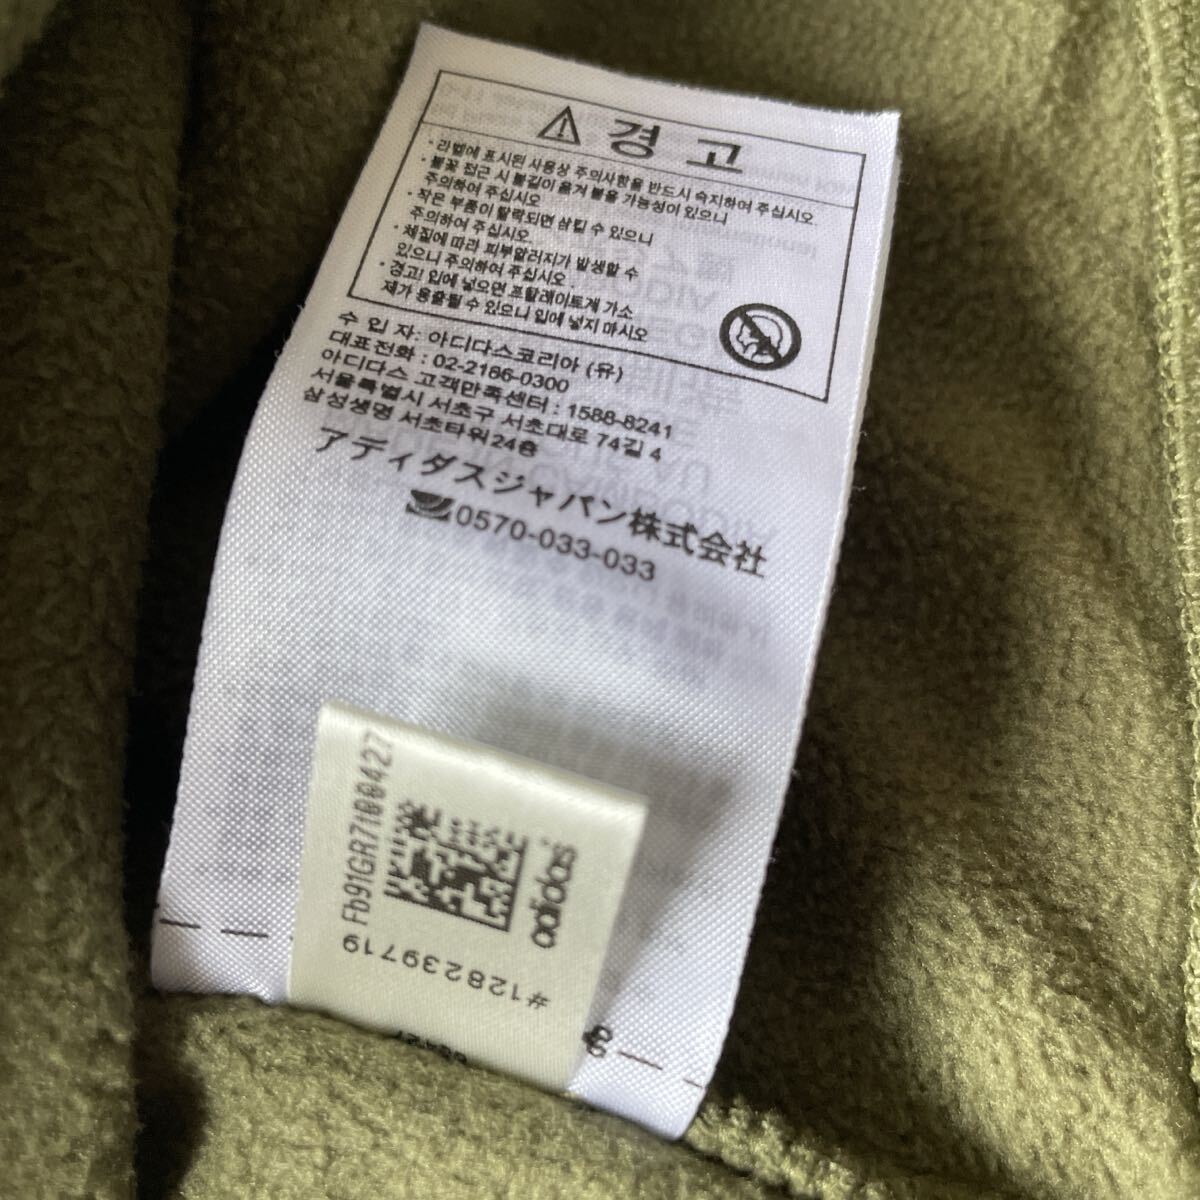 ⚠ 경 고
· 라벨에 표시된 사용상 주의사항을 반드시 숙지하여 주십시오.
· 불꽃 접근 시 불길이 옮겨 붙을 가능성이 있으니
주의하여 주십시오
· 작은 부품이 탈락되면 삼킬 수 있으니
주의하여 주십시오.
· 체질에 따라 피부알러지가 발생할 수
있으니 주의하여 주십시오 .
· 경고! 입에 넣으면 프탈레이트계 가소
제가 용출될 수 있으니 입에 넣지 마시오
수 입 자: 아디다스코리아 (유)
대표전화 : 02-2186-0300
아디다스 고객만족센터 : 1588-8241
서울특별시 서초구 서초대로 74길 4
삼성생명 서초타워24층
アディダスジャパン株式会社
0570-033-033
Fb91GR7t00427
adidas
#128239719